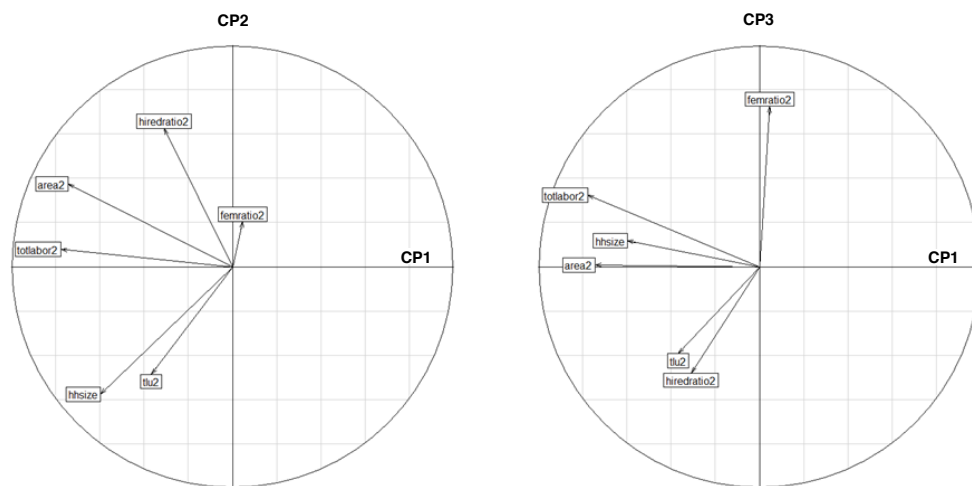 CP2
hiredratio2
area2
femratio2
totlabor2
CP1
tlu2
hhsize
CP3
femratio2
totlabor2
hhsize
CP1
area2
tlu2
hiredratio2